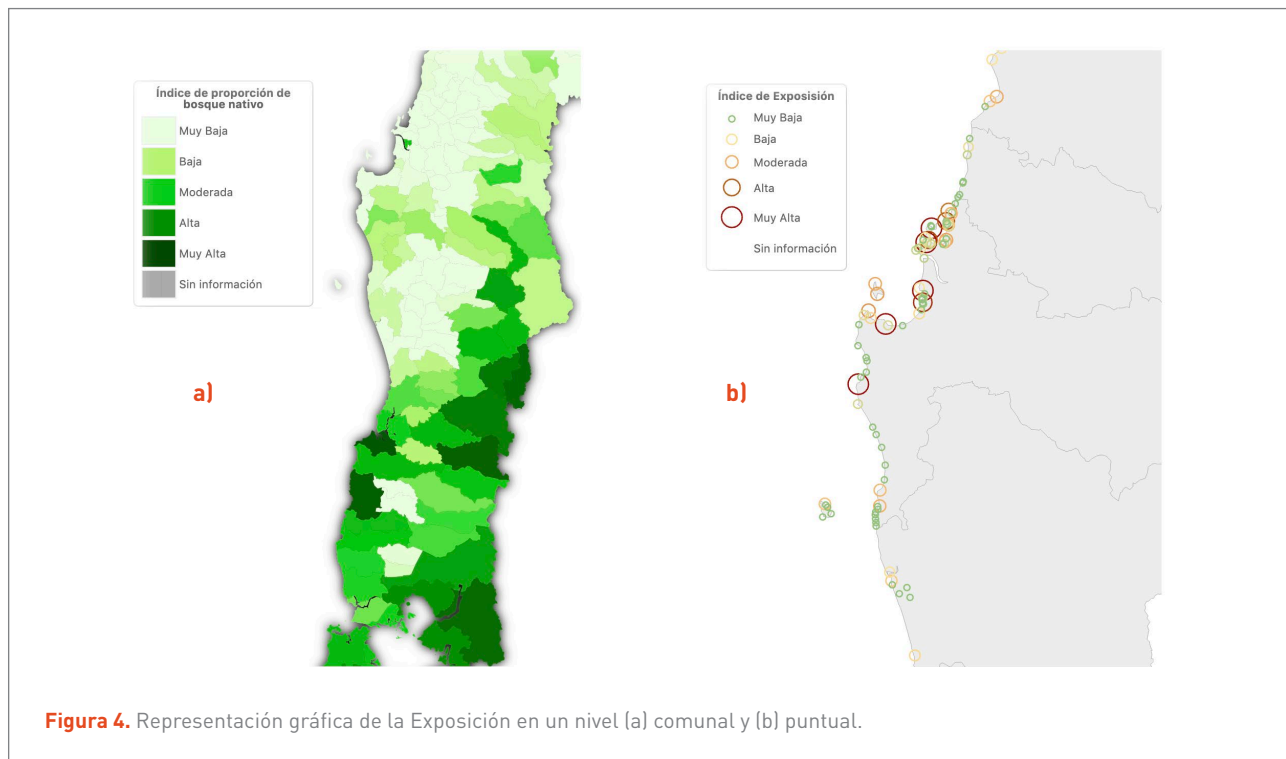 Índice de proporción de
bosque nativo
Muy Baja
Baja
Moderada
Alta
Muy Alta
Sin información
a)
Índice de Exposisión
Muy Baja
Baja
Moderada
Alta
Muy Alta
Sin información
b)
Figura 4. Representación gráfica de la Exposición en un nivel (a) comunal y (b) puntual.